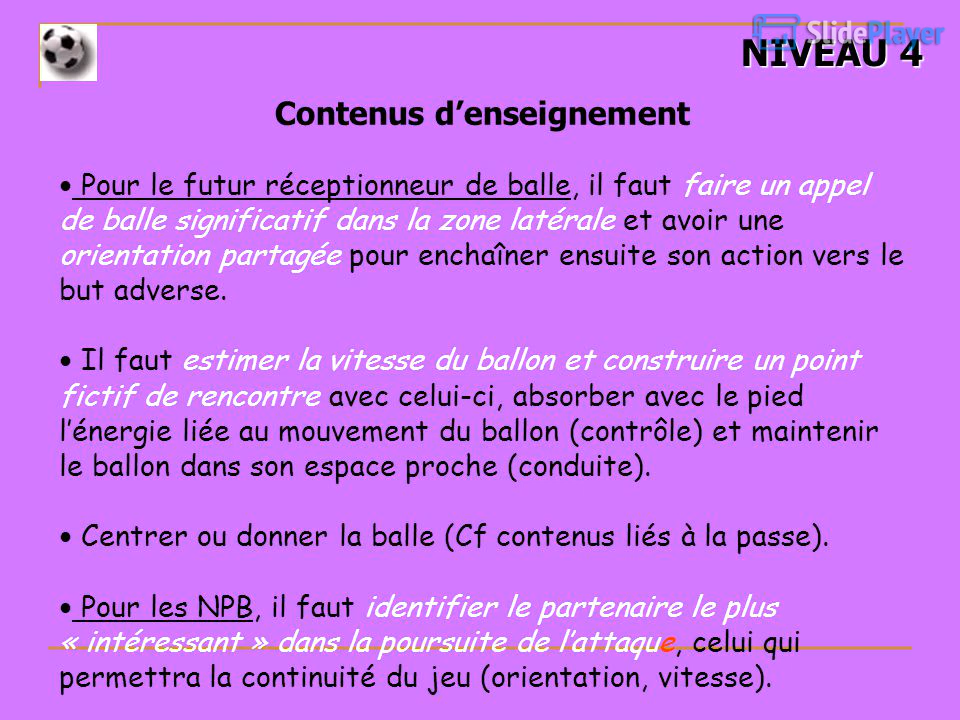 SlidePlayer
NIVEAU 4
Contenus d’enseignement
• Pour le futur réceptionneur de balle, il faut faire un appel
de balle significatif dans la zone latérale et avoir une
orientation partagée pour enchaîner ensuite son action vers le
but adverse.
• Il faut estimer la vitesse du ballon et construire un point
fictif de rencontre avec celui-ci, absorber avec le pied
l’énergie liée au mouvement du ballon (contrôle) et maintenir
le ballon dans son espace proche (conduite).
• Centrer ou donner la balle (Cf contenus liés à la passe).
• Pour les NPB, il faut identifier le partenaire le plus
« intéressant » dans la poursuite de l’attaque, celui qui
permettra la continuité du jeu (orientation, vitesse).